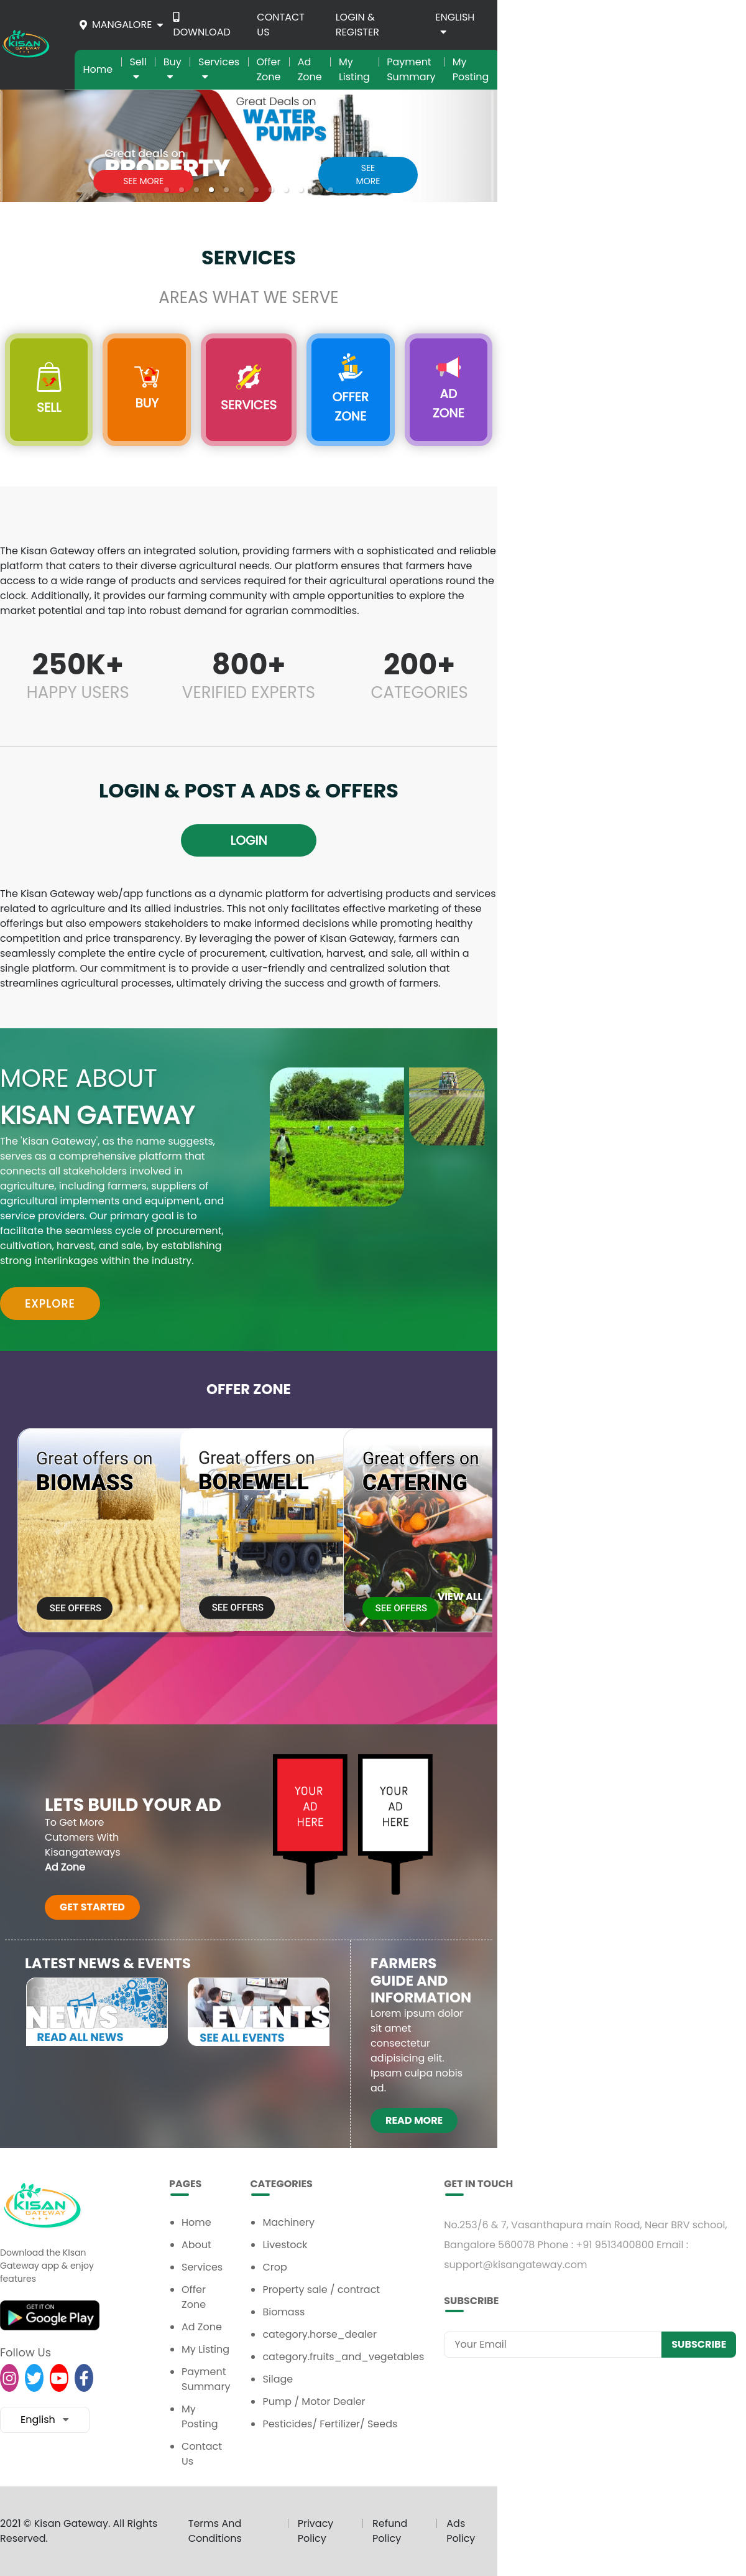 KISAN
GATEWAY
MANGALORE
DOWNLOAD
CONTACT
US
LOGIN &
REGISTER
ENGLISH
Home
Sell
Buy
Services
Offer
Zone
Ad
Zone
My
Listing
Payment
Summary
My
Posting
Great deals on
PROPERTY
SEE MORE
Great Deals on
WATER
PUMPS
SEE
MORE
SERVICES
AREAS WHAT WE SERVE
SELL
BUY
SERVICES
OFFER
ZONE
AD
ZONE
The Kisan Gateway offers an integrated solution, providing farmers with a sophisticated and reliable
platform that caters to their diverse agricultural needs. Our platform ensures that farmers have
access to a wide range of products and services required for their agricultural operations round the
clock. Additionally, it provides our farming community with ample opportunities to explore the
market potential and tap into robust demand for agrarian commodities.
250K+
HAPPY USERS
800+
VERIFIED EXPERTS
200+
CATEGORIES
LOGIN & POST A ADS & OFFERS
LOGIN
The Kisan Gateway web/app functions as a dynamic platform for advertising products and services
related to agriculture and its allied industries. This not only facilitates effective marketing of these
offerings but also empowers stakeholders to make informed decisions while promoting healthy
competition and price transparency. By leveraging the power of Kisan Gateway, farmers can
seamlessly complete the entire cycle of procurement, cultivation, harvest, and sale, all within a
single platform. Our commitment is to provide a user-friendly and centralized solution that
streamlines agricultural processes, ultimately driving the success and growth of farmers.
MORE ABOUT
KISAN GATEWAY
The 'Kisan Gateway', as the name suggests,
serves as a comprehensive platform that
connects all stakeholders involved in
agriculture, including farmers, suppliers of
agricultural implements and equipment, and
service providers. Our primary goal is to
facilitate the seamless cycle of procurement,
cultivation, harvest, and sale, by establishing
strong interlinkages within the industry.
EXPLORE
OFFER ZONE
Great offers on
BIOMASS
SEE OFFERS
Great offers on
BOREWELL
SEE OFFERS
Great offers on
CATERING
SEE OFFERS
VIEW ALL
LETS BUILD YOUR AD
To Get More
Cutomers With
Kisangateways
Ad Zone
GET STARTED
YOUR
AD
HERE
YOUR
AD
HERE
LATEST NEWS & EVENTS
NEWS
READ ALL NEWS
EVENTS
SEE ALL EVENTS
FARMERS
GUIDE AND
INFORMATION
Lorem ipsum dolor
sit amet
consectetur
adipisicing elit.
Ipsam culpa nobis
ad.
READ MORE
KISAN
GATEWAY
Download the KIsan
Gateway app & enjoy
features
GET IT ON
Google Play
Follow Us
English
PAGES
Home
About
Services
Offer
Zone
Ad Zone
My Listing
Payment
Summary
My
Posting
Contact
Us
CATEGORIES
Machinery
Livestock
Crop
Property sale / contract
Biomass
category.horse_dealer
category.fruits_and_vegetables
Silage
Pump / Motor Dealer
Pesticides/ Fertilizer/ Seeds
GET IN TOUCH
No.253/6 & 7, Vasanthapura main Road, Near BRV school,
Bangalore 560078 Phone : +91 9513400800 Email :
support@kisangateway.com
SUBSCRIBE
Your Email
SUBSCRIBE
2021 © Kisan Gateway. All Rights
Reserved.
Terms And
Conditions
Privacy
Policy
Refund
Policy
Ads
Policy